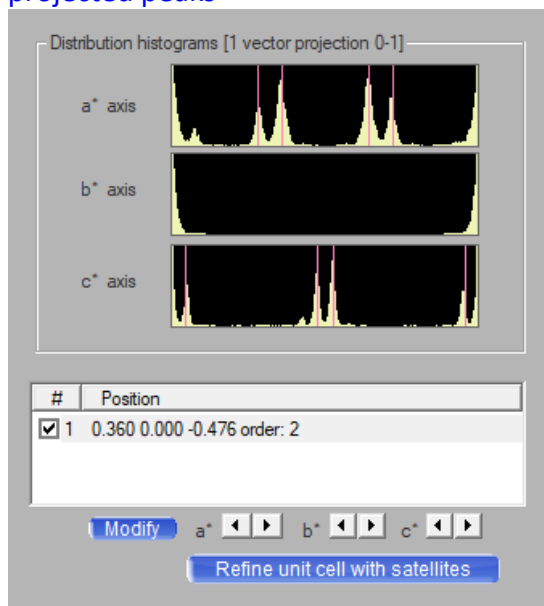 projected peaks
Distribution histograms [1 vector projection 0-1]
a* axis
b* axis
c* axis
# Position
1 0.360 0.000 -0.476 order: 2
Modify a* b* c*
Refine unit cell with satellites